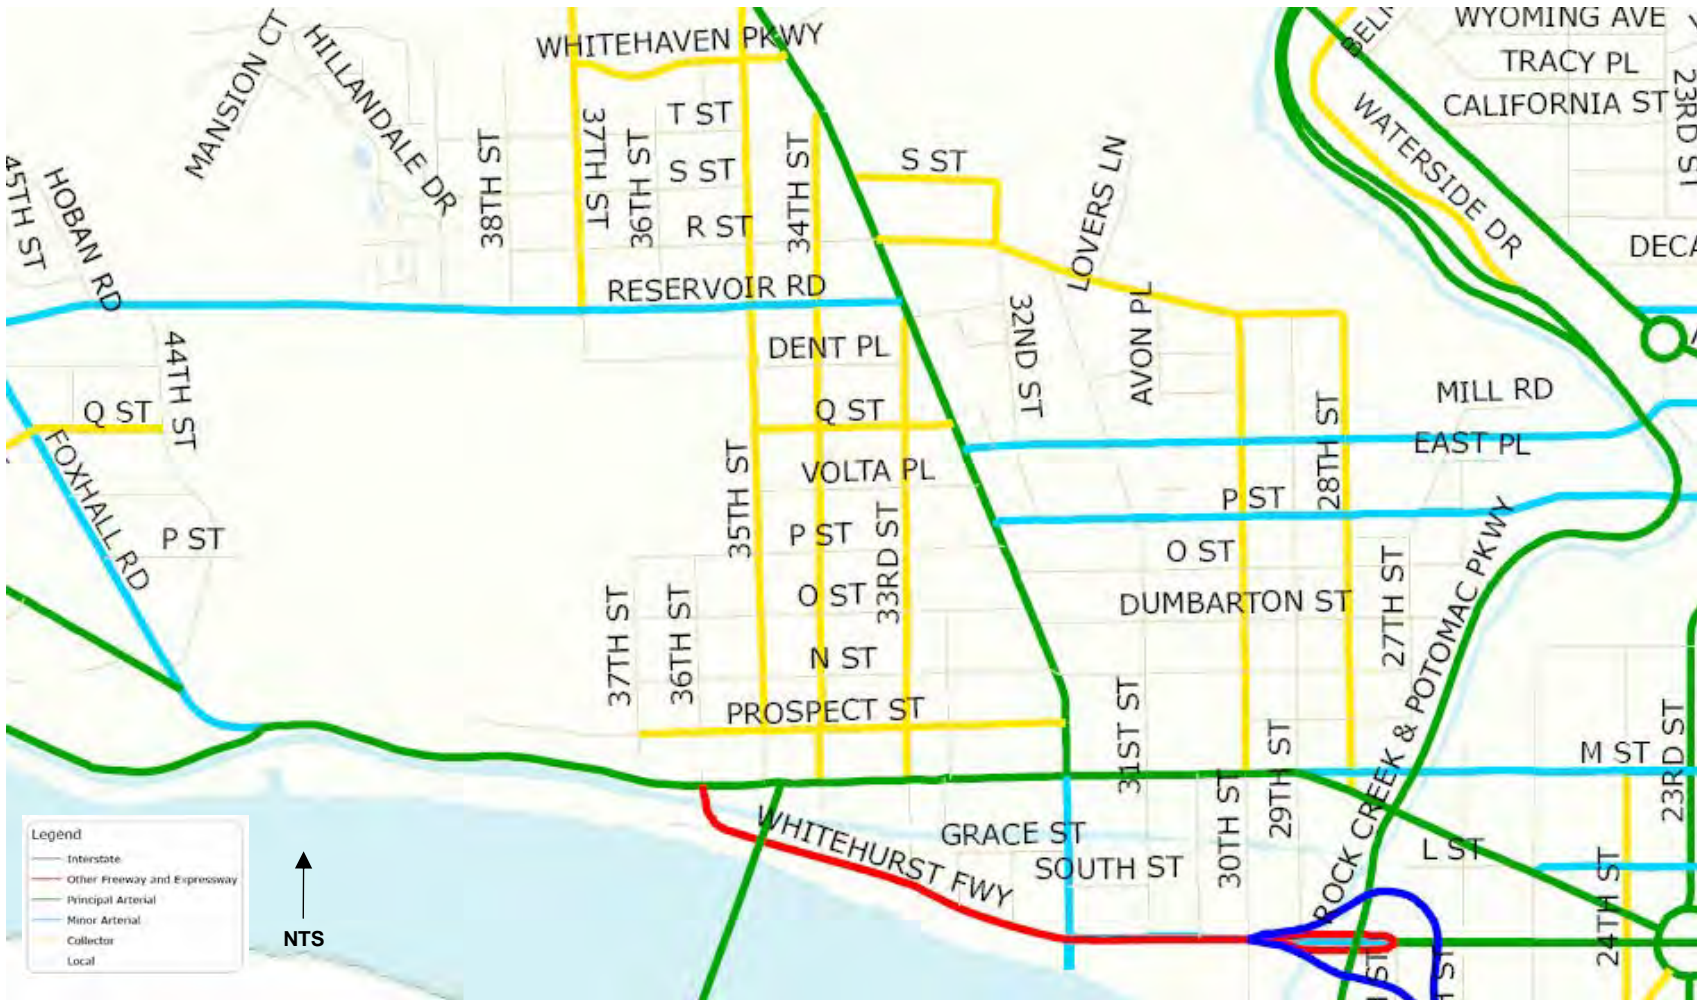 WYOMING AVE
BELM
WHITEHAVEN PKWY
MANSION CT
HILLANDALE DR
TRACY PL
CALIFORNIA ST
23RD ST
WATERSIDE DR
T ST
37TH ST
36TH ST
38TH ST
34TH ST
S ST
S ST
LOVERS LN
45TH ST
HOBAN RD
R ST
DECA
RESERVOIR RD
32ND ST
AVON PL
44TH ST
DENT PL
MILL RD
Q ST
Q ST
28TH ST
EAST PL
FOXHALL RD
35TH ST
VOLTA PL
P ST
P ST
P ST
33RD ST
O ST
ROCK CREEK & POTOMAC PKWY
27TH ST
37TH ST
36TH ST
O ST
DUMBARTON ST
N ST
PROSPECT ST
31ST ST
29TH ST
30TH ST
M ST
23RD ST
WHITEHURST FWY
GRACE ST
SOUTH ST
L ST
24TH ST
H ST
H ST
Legend
Interstate
Other Freeway and Expressway
Principal Arterial
Minor Arterial
Collector
Local
NTS